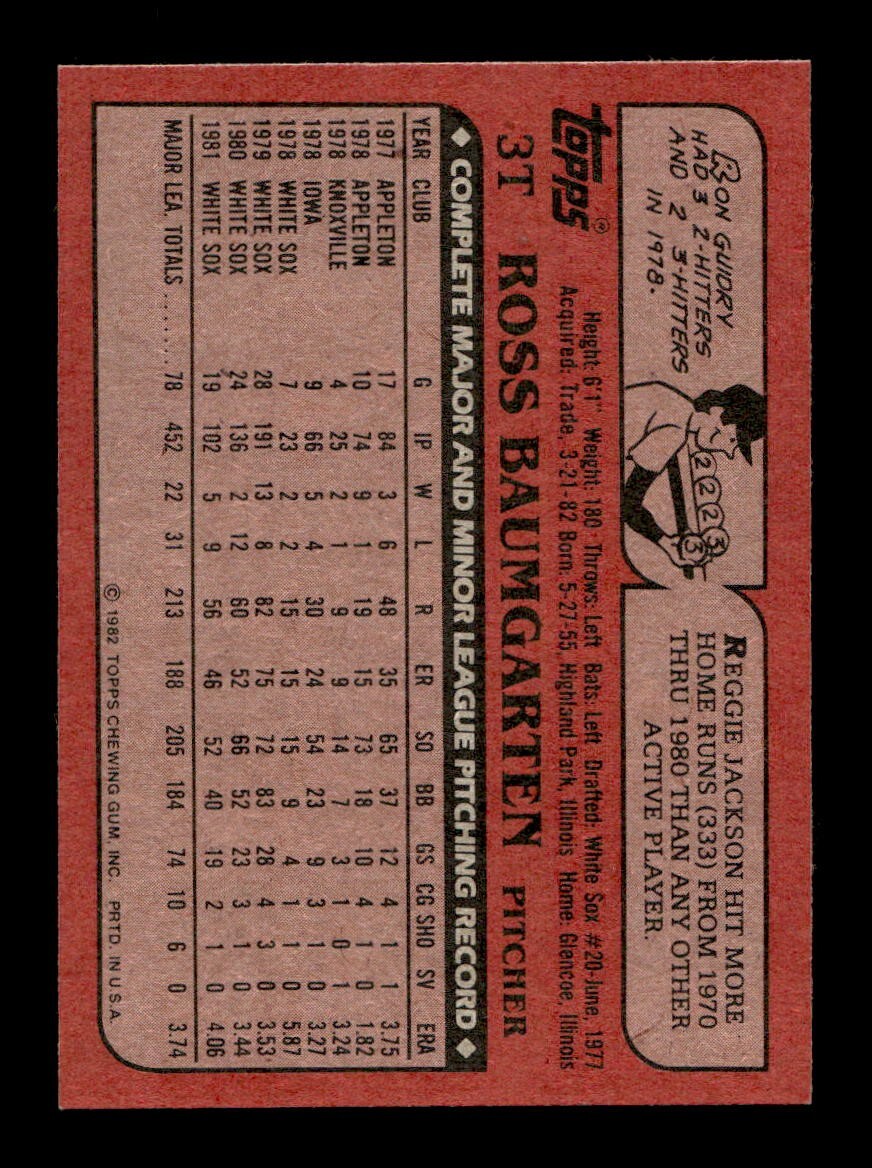 RON GUIDRY
HAD 3 2-HITTERS
AND 2 3-HITTERS
IN 1978.
2 2 2 3 3
REGGIE JACKSON HIT MORE
HOME RUNS (333) FROM 1970
THRU 1980 THAN ANY OTHER
ACTIVE PLAYER.
Topps®
Height: 6'1" Weight: 180 Throws: Left Bats: Left Drafted: White Sox #20-June, 1977
Acquired: Trade, 3-21-82 Born: 5-27-55, Highland Park, Illinois Home: Glencoe, Illinois
3T ROSS BAUMGARTEN PITCHER
◆ COMPLETE MAJOR AND MINOR LEAGUE PITCHING RECORD ◆
YEAR CLUB G IP W L R ER SO BB GS CG SHO SV ERA
1977 APPLETON 17 84 3 6 48 35 65 37 12 4 1 1 3.75
1978 APPLETON 10 74 9 1 19 15 73 18 10 4 1 0 1.82
1978 KNOXVILLE 4 25 2 1 9 9 14 7 3 1 0 1 3.24
1978 IOWA 9 66 5 4 30 24 54 23 9 3 1 0 3.27
1978 WHITE SOX 7 23 2 2 15 15 15 9 4 1 1 0 5.87
1979 WHITE SOX 28 191 13 8 82 75 72 83 28 4 3 0 3.53
1980 WHITE SOX 24 136 2 12 60 52 66 52 23 3 1 0 3.44
1981 WHITE SOX 19 102 5 9 56 46 52 40 19 2 1 0 4.06
MAJOR LEA. TOTALS ....... 78 452 22 31 213 188 205 184 74 10 6 0 3.74
© 1982 TOPPS CHEWING GUM, INC. PRTD. IN U.S.A.